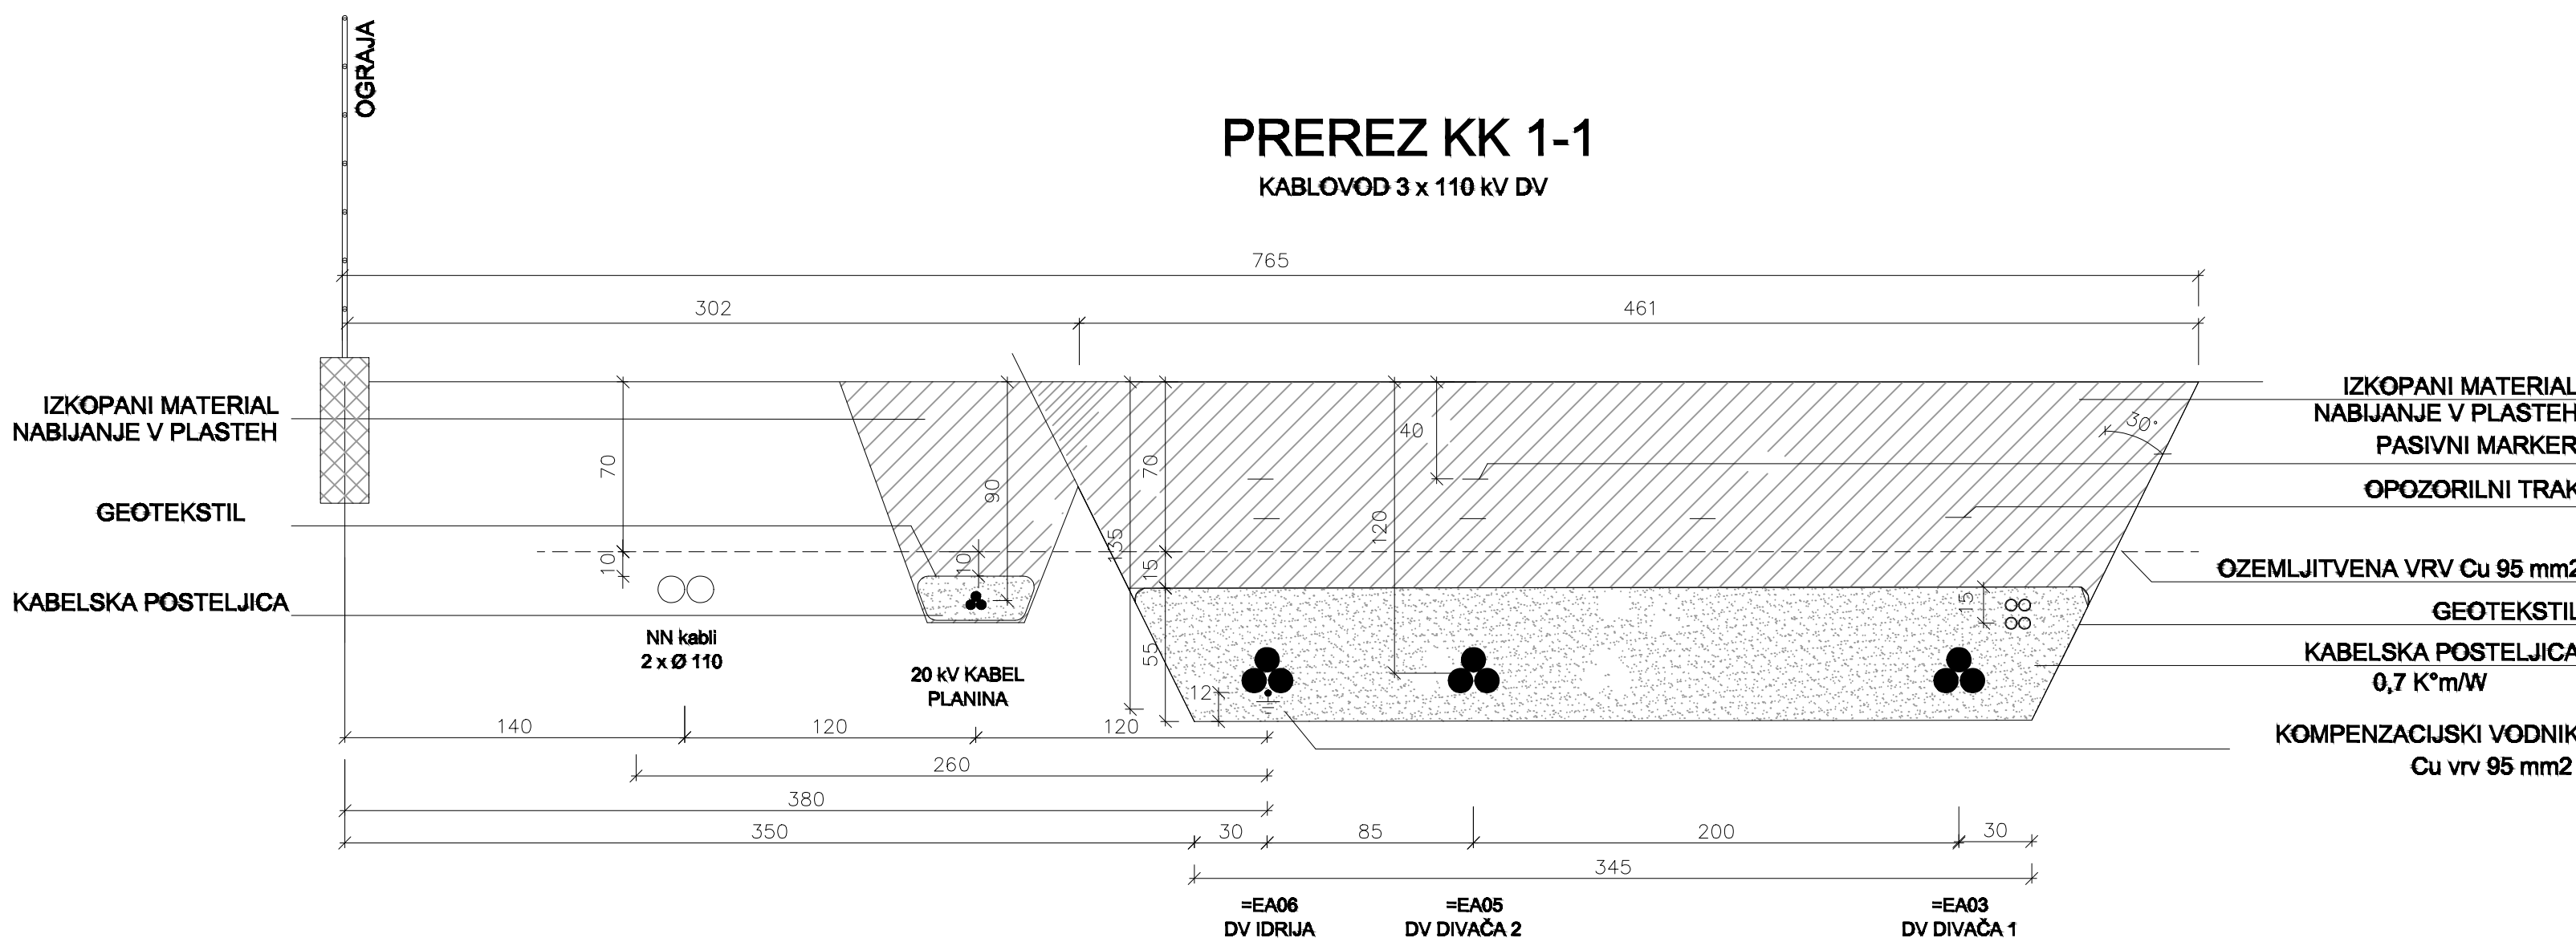 OGRAJA
PREREZ KK 1-1
KABLOVOD 3 x 110 kV DV
765
302
461
IZKOPANI MATERIAL
NABIJANJE V PLASTEH
GEOTEKSTIL
KABELSKA POSTELJICA
70
10
NN kabli
2 x Ø 110
90
10
20 kV KABEL
PLANINA
135
70
15
55
12
120
40
15
30°
IZKOPANI MATERIAL
NABIJANJE V PLASTEH
PASIVNI MARKER
OPOZORILNI TRAK
OZEMLJITVENA VRV Cu 95 mm2
GEOTEKSTIL
KABELSKA POSTELJICA
0,7 K°m/W
KOMPENZACIJSKI VODNIK
Cu vrv 95 mm2
140
120
120
260
380
350
30
85
200
30
345
=EA06
DV IDRIJA
=EA05
DV DIVAČA 2
=EA03
DV DIVAČA 1